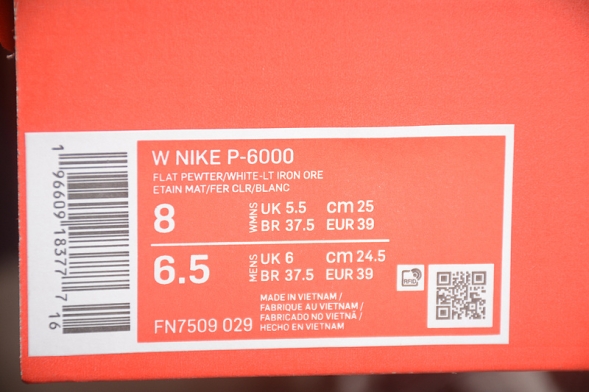 W NIKE P-6000
FLAT PEWTER/WHITE-LT IRON ORE
ETAIN MAT/FER CLR/BLANC
8 WMNS UK 5.5 cm 25
BR 37.5 EUR 39
6.5 MENS UK 6 cm 24.5
BR 37.5 EUR 39
MADE IN VIETNAM /
FABRIQUE AU VIETNAM /
FABRICADO NO VIETNÃ /
HECHO EN VIETNAM
FN7509 029
RFID
1 96609 18377 7 16